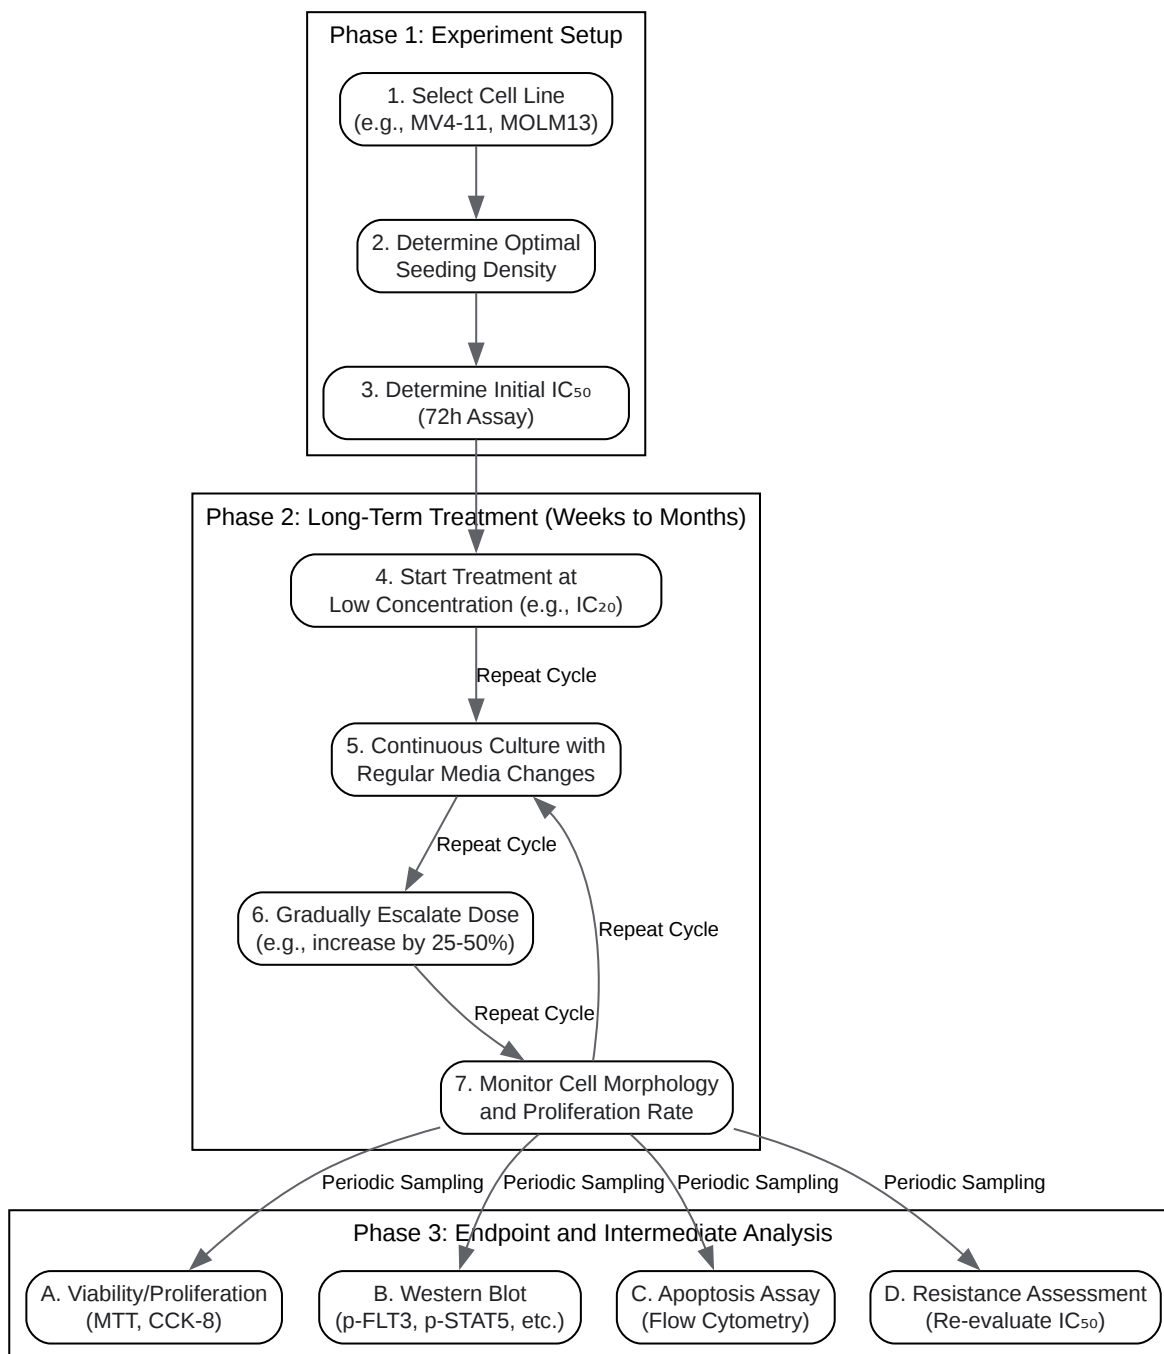 Phase 1: Experiment Setup
1. Select Cell Line
(e.g., MV4-11, MOLM13)
2. Determine Optimal
Seeding Density
3. Determine Initial IC₅₀
(72h Assay)
Phase 2: Long-Term Treatment (Weeks to Months)
4. Start Treatment at
Low Concentration (e.g., IC₂₀)
Repeat Cycle
5. Continuous Culture with
Regular Media Changes
Repeat Cycle
6. Gradually Escalate Dose
(e.g., increase by 25-50%)
Repeat Cycle
Repeat Cycle
7. Monitor Cell Morphology
and Proliferation Rate
Periodic Sampling
Periodic Sampling
Periodic Sampling
Periodic Sampling
Phase 3: Endpoint and Intermediate Analysis
A. Viability/Proliferation
(MTT, CCK-8)
B. Western Blot
(p-FLT3, p-STAT5, etc.)
C. Apoptosis Assay
(Flow Cytometry)
D. Resistance Assessment
(Re-evaluate IC₅₀)